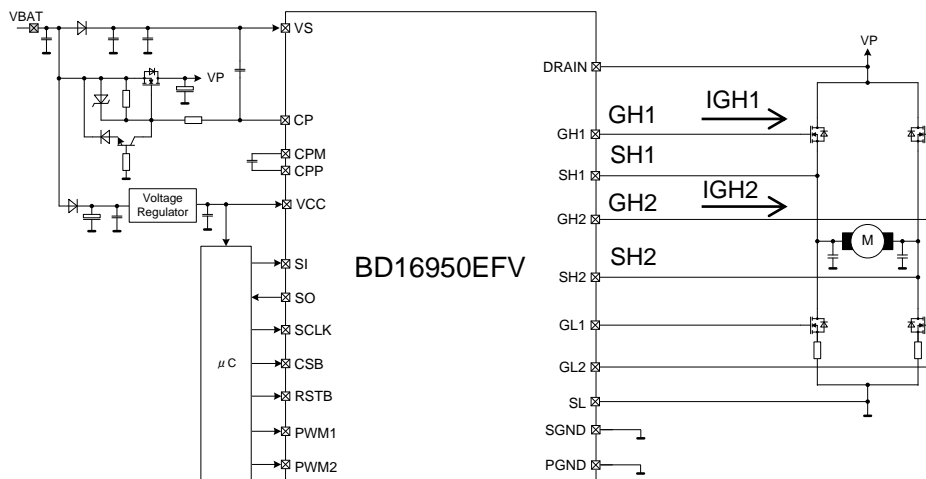 VBAT
VS
VP
CP
CPM
CPP
Voltage
Regulator
VCC
μC
SI
SO
SCLK
CSB
RSTB
PWM1
PWM2
BD16950EFV
VP
DRAIN
GH1
GH1
IGH1
SH1
SH1
GH2
GH2
IGH2
M
SH2
SH2
GL1
GL2
SL
SGND
PGND